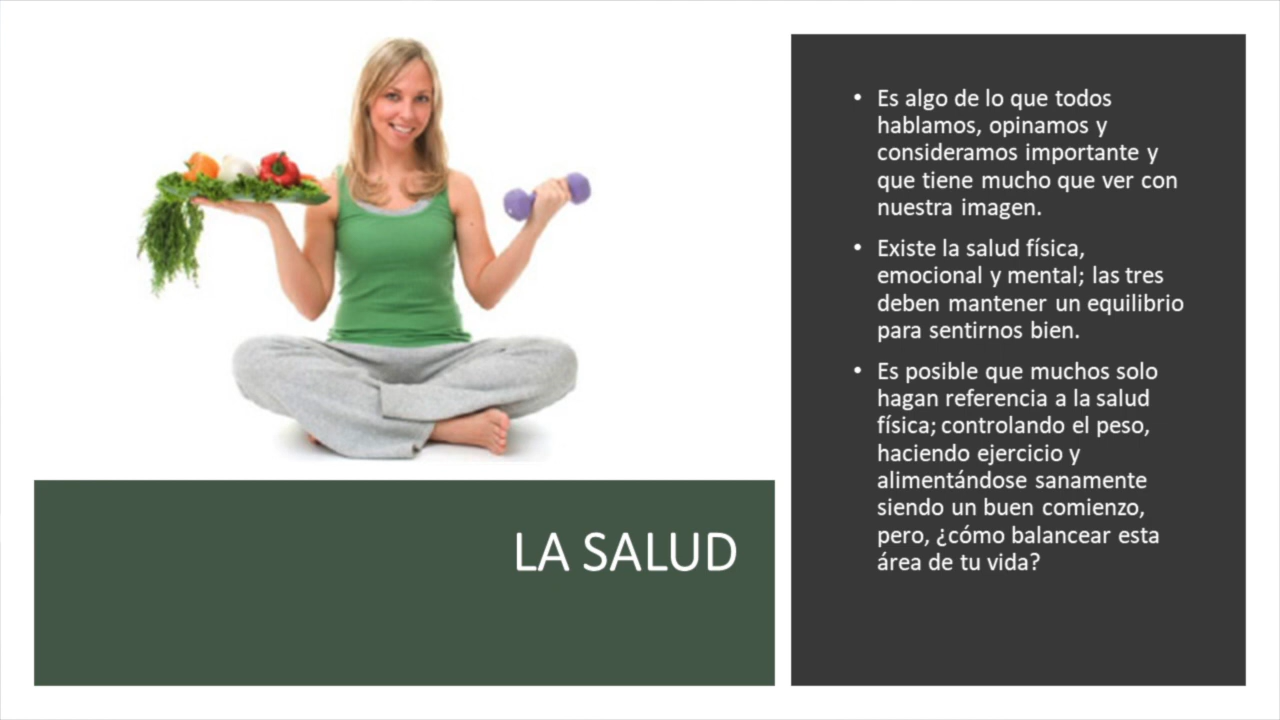 LA SALUD
• Es algo de lo que todos
hablamos, opinamos y
consideramos importante y
que tiene mucho que ver con
nuestra imagen.
• Existe la salud física,
emocional y mental; las tres
deben mantener un equilibrio
para sentirnos bien.
• Es posible que muchos solo
hagan referencia a la salud
física; controlando el peso,
haciendo ejercicio y
alimentándose sanamente
siendo un buen comienzo,
pero, ¿cómo balancear esta
área de tu vida?